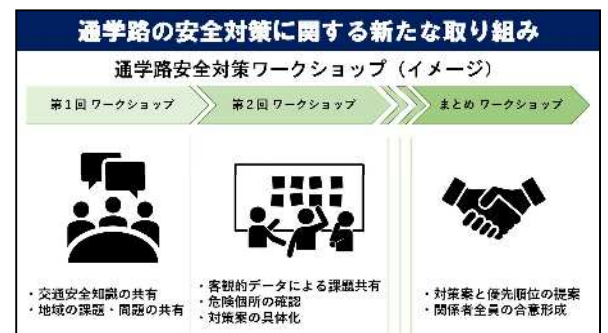 通学路の安全対策に関する新たな取り組み
通学路安全対策ワークショップ（イメージ）
第1回 ワークショップ
第2回 ワークショップ
まとめ ワークショップ
・交通安全知識の共有
・地域の課題・問題の共有
・客観的データによる課題共有
・危険個所の確認
・対策案の具体化
・対策案と優先順位の提案
・関係者全員の合意形成